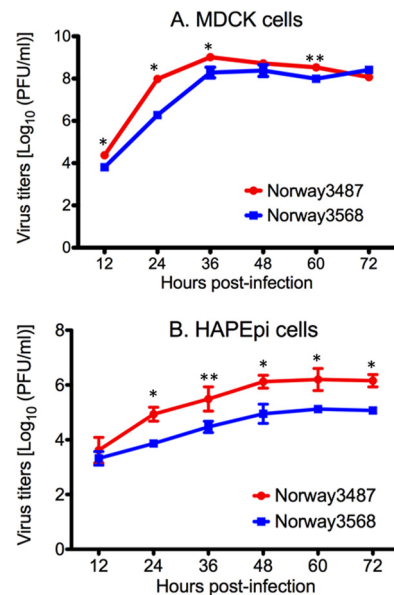 A. MDCK cells
Virus titers [Log10 (PFU/ml)]
10
8
6
4
2
0
*
*
*
**
Norway3487
Norway3568
12 24 36 48 60 72
Hours post-infection
B. HAPEpi cells
Virus titers [Log10 (PFU/ml)]
8
6
4
2
0
*
**
*
*
*
Norway3487
Norway3568
12 24 36 48 60 72
Hours post-infection